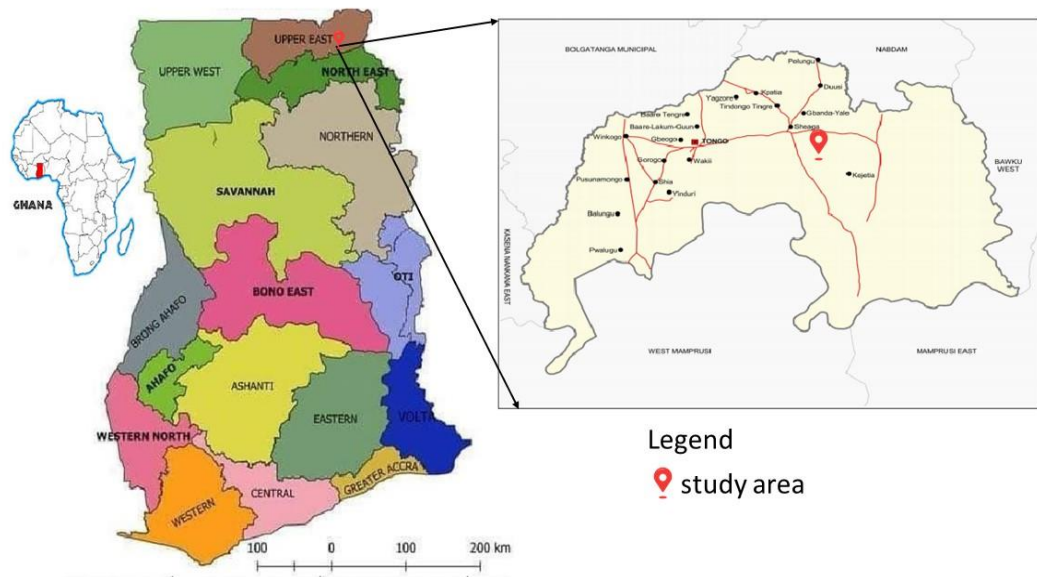 UPPER EAST
UPPER WEST
NORTH EAST
NORTHERN
SAVANNAH
GHANA
BONO EAST
OTI
BRONG AHAFO
AHAFO
ASHANTI
EASTERN
VOLTA
WESTERN NORTH
CENTRAL
GREATER ACCRA
WESTERN
100 0 100 200 km
BOLGATANGA MUNICIPAL
NABDAM
Pelungu
Duusi
Kpatia
Yagzore
Tindongo Tingre
Gbanda-Yale
Baare Tengre
Baare-Lakum-Guun
Sheaga
Winkogo
Gbeogo
TONGO
Gorogo
Wakii
BAWKU
WEST
Kejetia
Pusunamongo
Shia
Yinduri
Balungu
Pwalugu
KASENA NANKANA EAST
WEST MAMPRUSI
MAMPRUSI EAST
Legend
study area